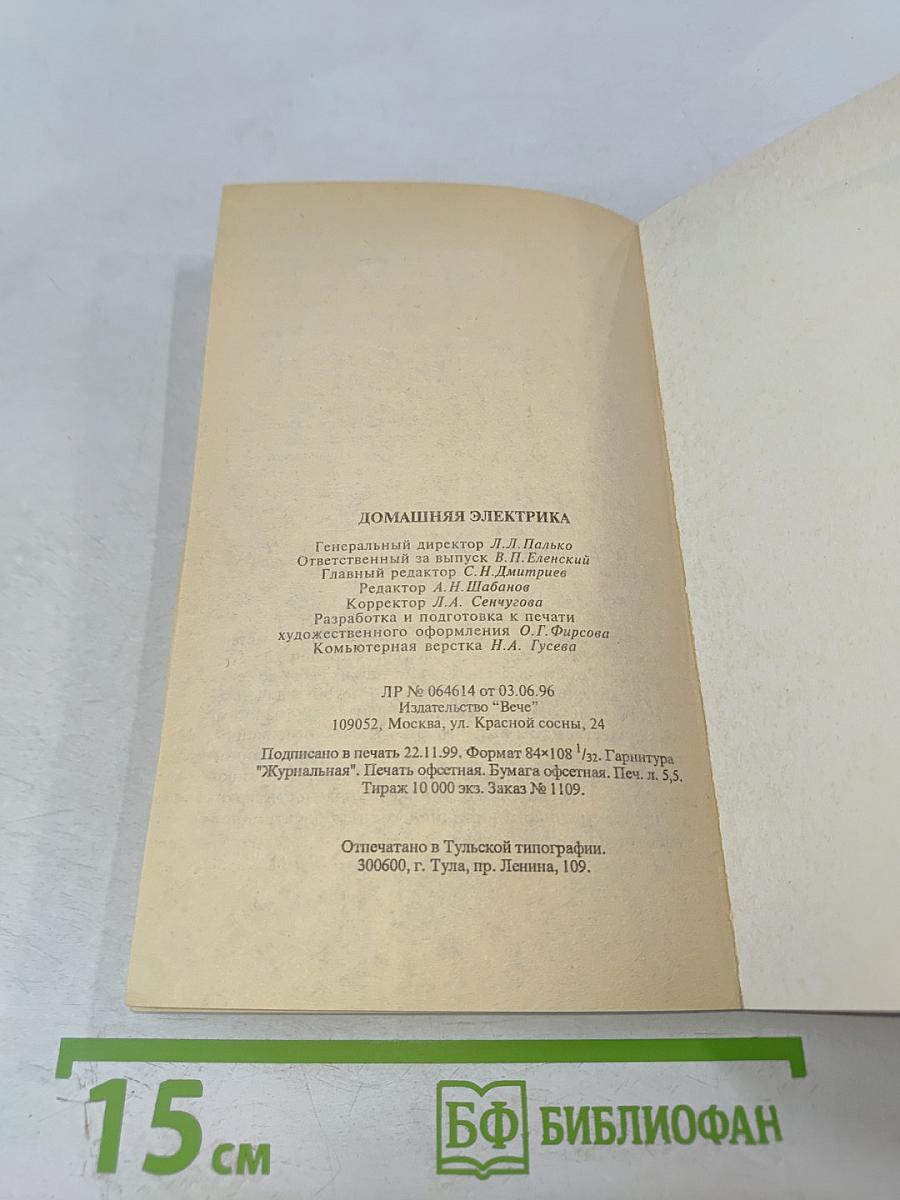 ДОМАШНЯЯ ЭЛЕКТРИКА
Генеральный директор Л.Л.Палько
Ответственный за выпуск В.П.Еленский
Главный редактор С.Н.Дмитриев
Редактор А.Н.Шабанов
Корректор Л.А. Сенчугова
Разработка и подготовка к печати
художественного оформления О.Г.Фирсова
Комьютерная верстка Н.А. Гусева
ЛР № 064614 от 03.06.96
Издательство “Вече”
109052, Москва, ул. Красной сосны, 24
Подписано в печать 22.11.99. Формат 84×108 1/32. Гарнитура
"Журнальная". Печать офсетная. Бумага офсетная. Печ. л. 5,5.
Тираж 10 000 экз. Заказ № 1109.
Отпечатано в Тульской типографии.
300600, г. Тула, пр. Ленина, 109.
15 см
БФ БИБЛИОФАН